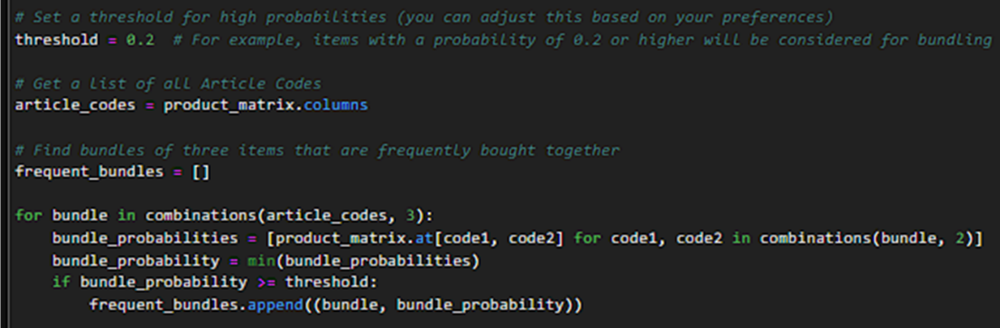 # Set a threshold for high probabilities (you can adjust this based on your preferences)
threshold = 0.2  # For example, items with a probability of 0.2 or higher will be considered for bundling
# Get a list of all Article Codes
article_codes = product_matrix.columns
# Find bundles of three items that are frequently bought together
frequent_bundles = []
for bundle in combinations(article_codes, 3):
    bundle_probabilities = [product_matrix.at[code1, code2] for code1, code2 in combinations(bundle, 2)]
    bundle_probability = min(bundle_probabilities)
    if bundle_probability >= threshold:
        frequent_bundles.append((bundle, bundle_probability))